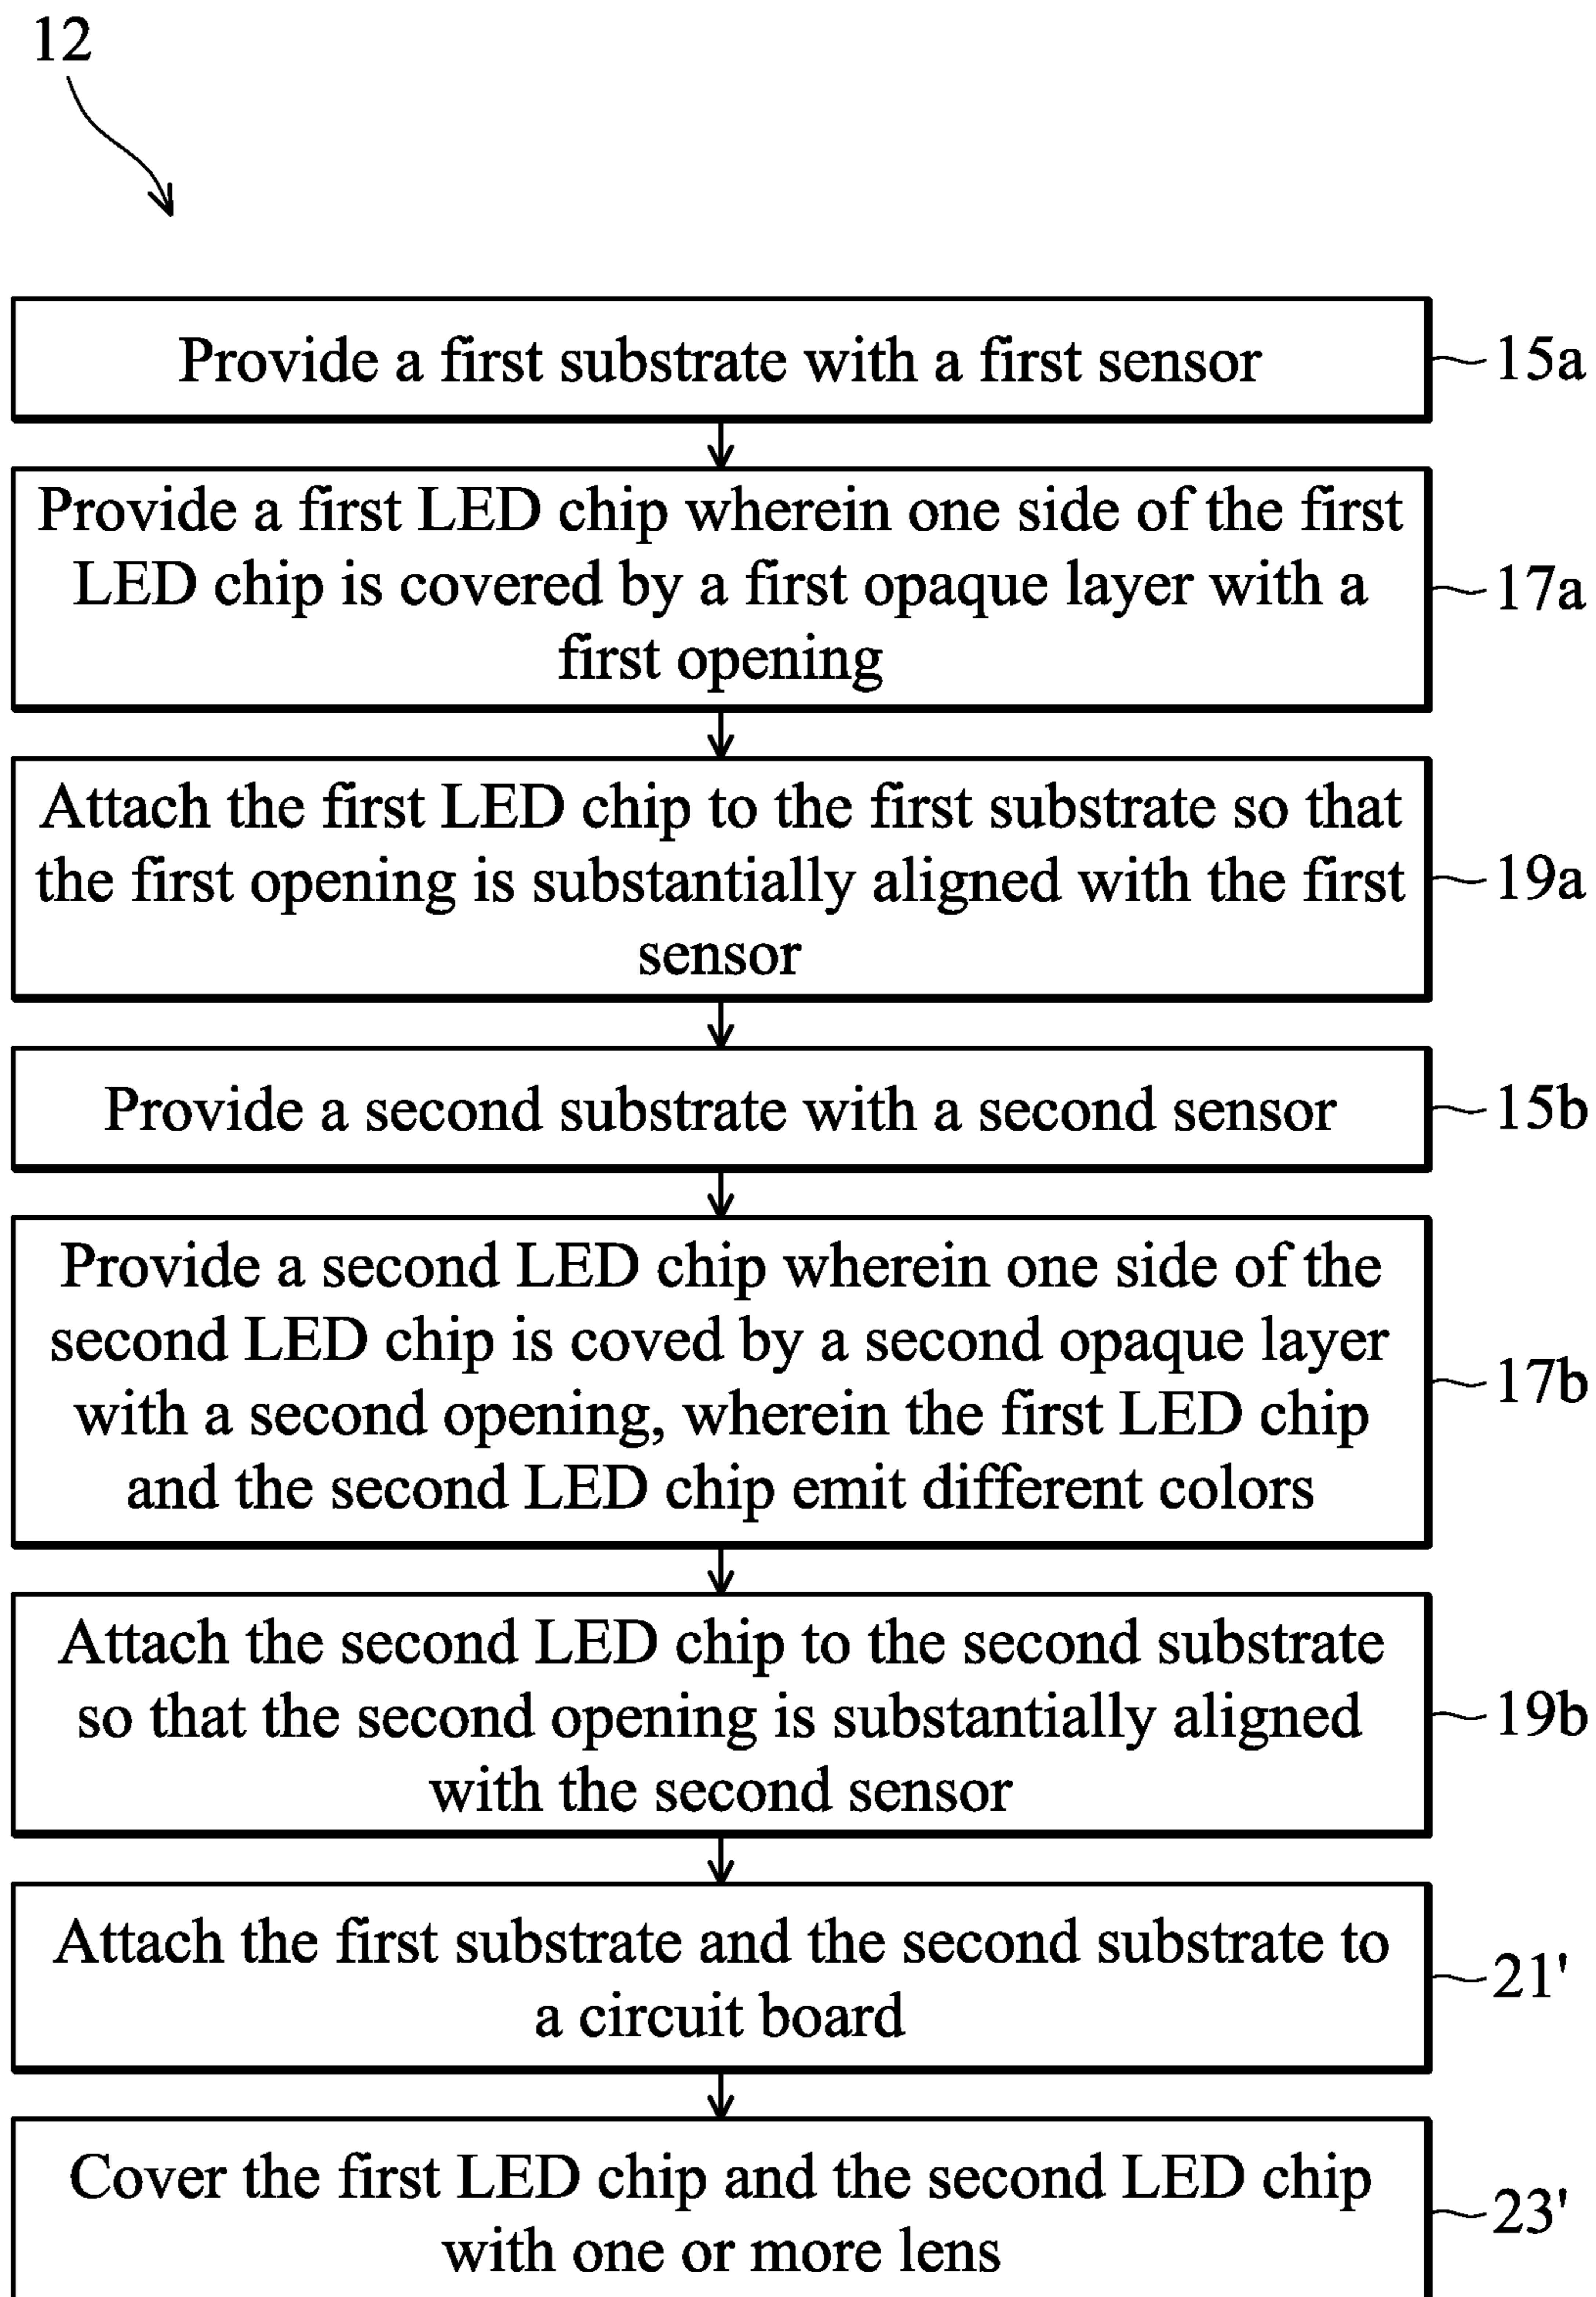 12
Provide a first substrate with a first sensor
15a
Provide a first LED chip wherein one side of the first
LED chip is covered by a first opaque layer with a
first opening
17a
Attach the first LED chip to the first substrate so that
the first opening is substantially aligned with the first
sensor
19a
Provide a second substrate with a second sensor
15b
Provide a second LED chip wherein one side of the
second LED chip is coved by a second opaque layer
with a second opening, wherein the first LED chip
and the second LED chip emit different colors
17b
Attach the second LED chip to the second substrate
so that the second opening is substantially aligned
with the second sensor
19b
Attach the first substrate and the second substrate to
a circuit board
21'
Cover the first LED chip and the second LED chip
with one or more lens
23'